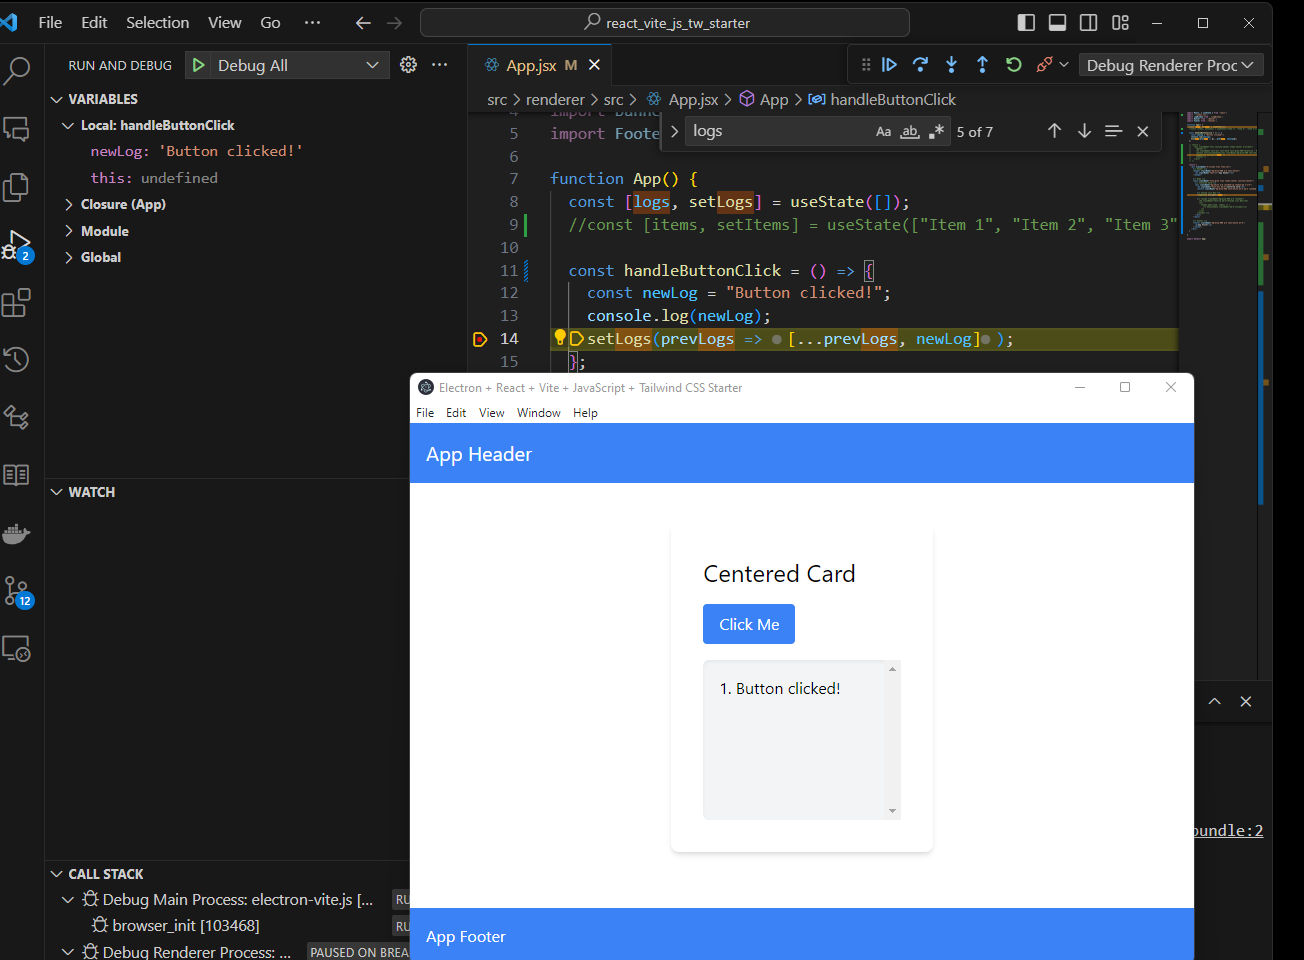 File Edit Selection View Go ··· react_vite_js_tw_starter
RUN AND DEBUG Debug All ···
VARIABLES
Local: handleButtonClick
newLog: 'Button clicked!'
this: undefined
Closure (App)
Module
Global
WATCH
CALL STACK
Debug Main Process: electron-vite.js [...
browser_init [103468]
Debug Renderer Process: ... PAUSED ON BREA
2
12
App.jsx M
Debug Renderer Proc
src > renderer > src > App.jsx > App > handleButtonClick
logs Aa ab 5 of 7
5 import Foote
6
7 function App() {
8 const [logs, setLogs] = useState([]);
9 //const [items, setItems] = useState(["Item 1", "Item 2", "Item 3"
10
11 const handleButtonClick = () => {
12 const newLog = "Button clicked!";
13 console.log(newLog);
14 setLogs(prevLogs => [...prevLogs, newLog] );
15 };
Electron + React + Vite + JavaScript + Tailwind CSS Starter
File Edit View Window Help
App Header
Centered Card
Click Me
1. Button clicked!
App Footer
bundle:2